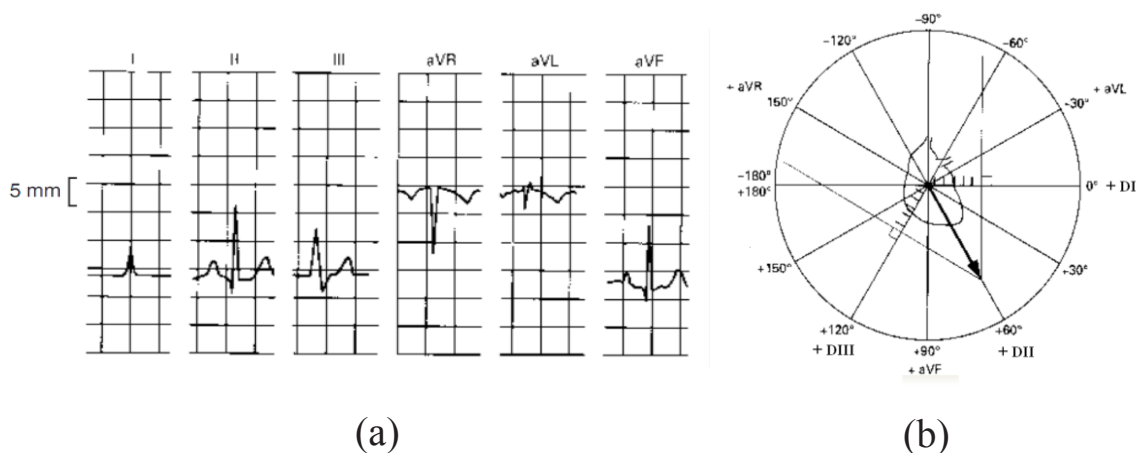 I II III aVR aVL aVF
5 mm
(a)
−90°
−120° −60°
+ aVR + aVL
150° +30°
−180°
+180° 0° + DI
+150° +30°
+120° +60°
+ DIII + DII
+90°
+ aVF
(b)